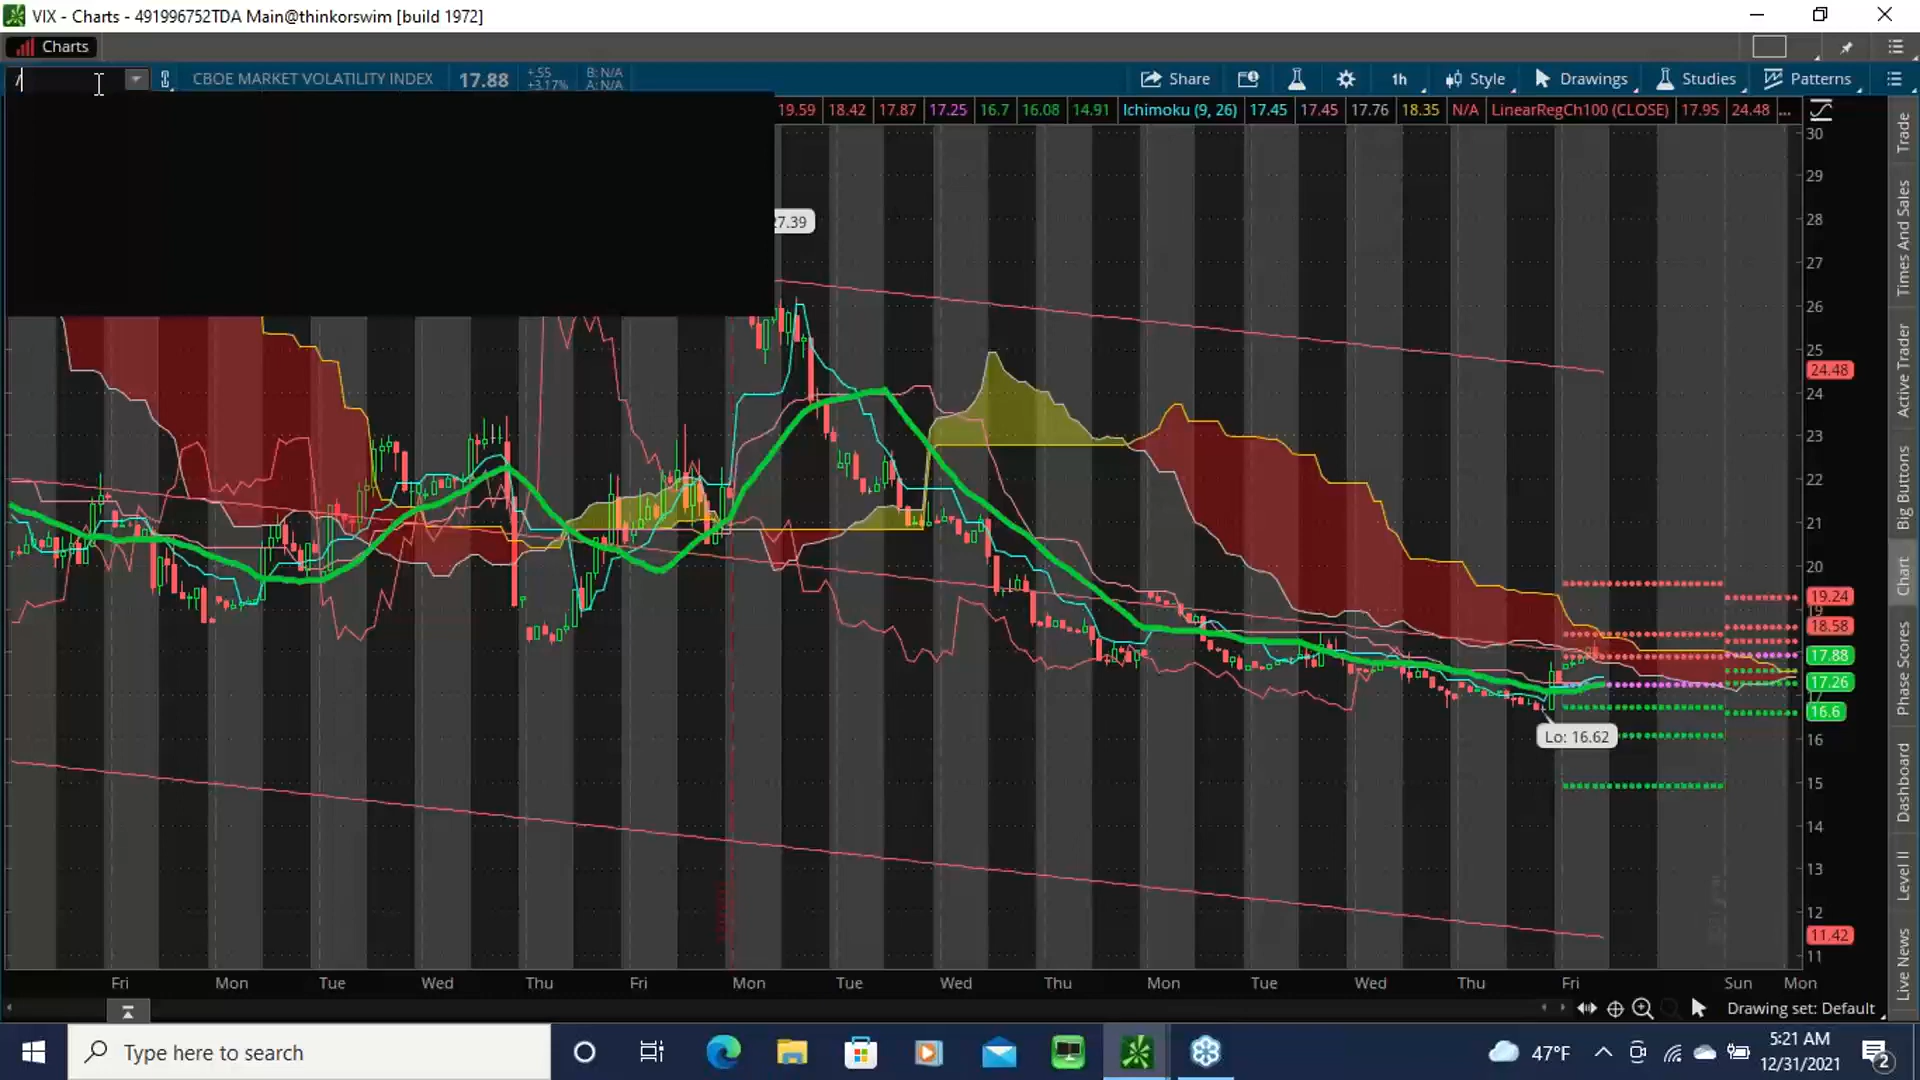 VIX - Charts - 491996752TDA Main@thinkorswim [build 1972]
Charts
/
CBOE MARKET VOLATILITY INDEX 17.88 +.55 +3.17% B: N/A A: N/A
Share 1h Style Drawings Studies Patterns
19.59 18.42 17.87 17.25 16.7 16.08 14.91 Ichimoku (9, 26) 17.45 17.45 17.76 18.35 N/A LinearRegCh100 (CLOSE) 17.95 24.48 ...
30
29
28
27.39
27
26
25
24.48
24
23
22
21
20
19.24
19
18.58
17.88
17.26
16.6
Lo: 16.62
16
15
14
13
12
11.42
11
Fri Mon Tue Wed Thu Fri Mon Tue Wed Thu Mon Tue Wed Thu Fri Sun Mon
Drawing set: Default
Trade
Times And Sales
Active Trader
Big Buttons
Chart
Phase Scores
Dashboard
Level II
Live News
Type here to search
47°F
5:21 AM
12/31/2021
2